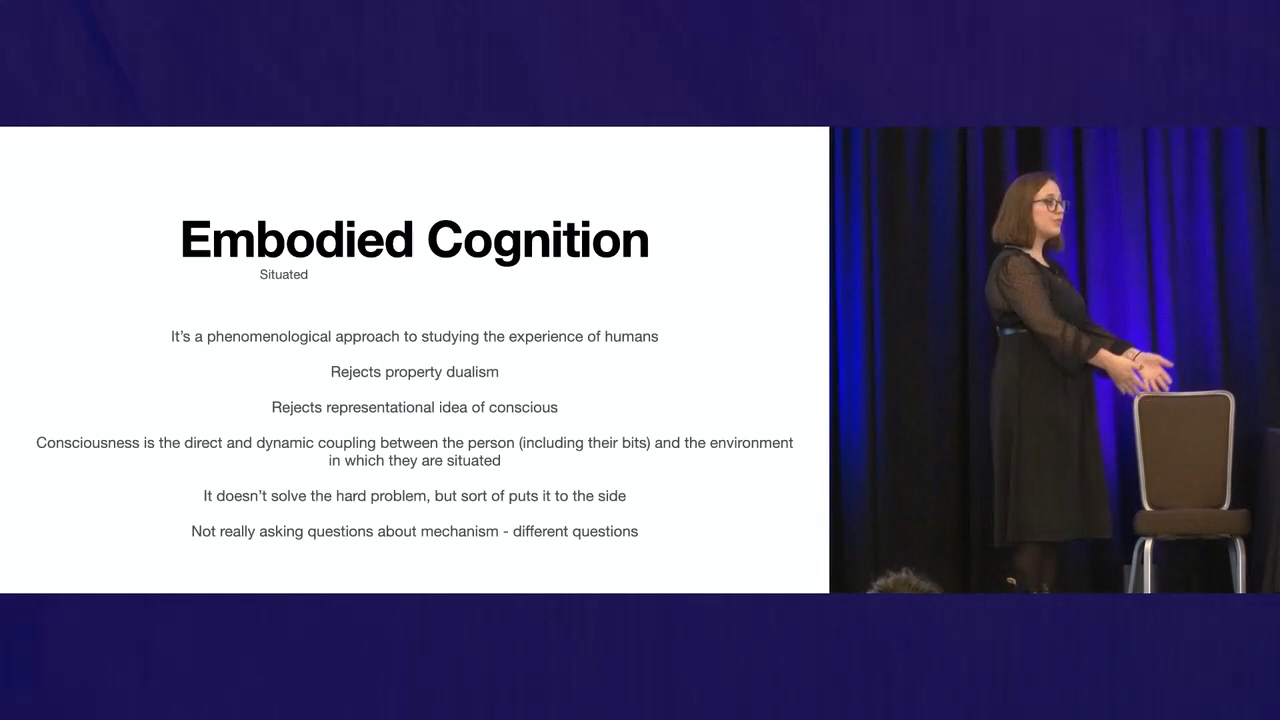 Embodied Cognition
Situated
It’s a phenomenological approach to studying the experience of humans
Rejects property dualism
Rejects representational idea of conscious
Consciousness is the direct and dynamic coupling between the person (including their bits) and the environment
in which they are situated
It doesn’t solve the hard problem, but sort of puts it to the side
Not really asking questions about mechanism - different questions